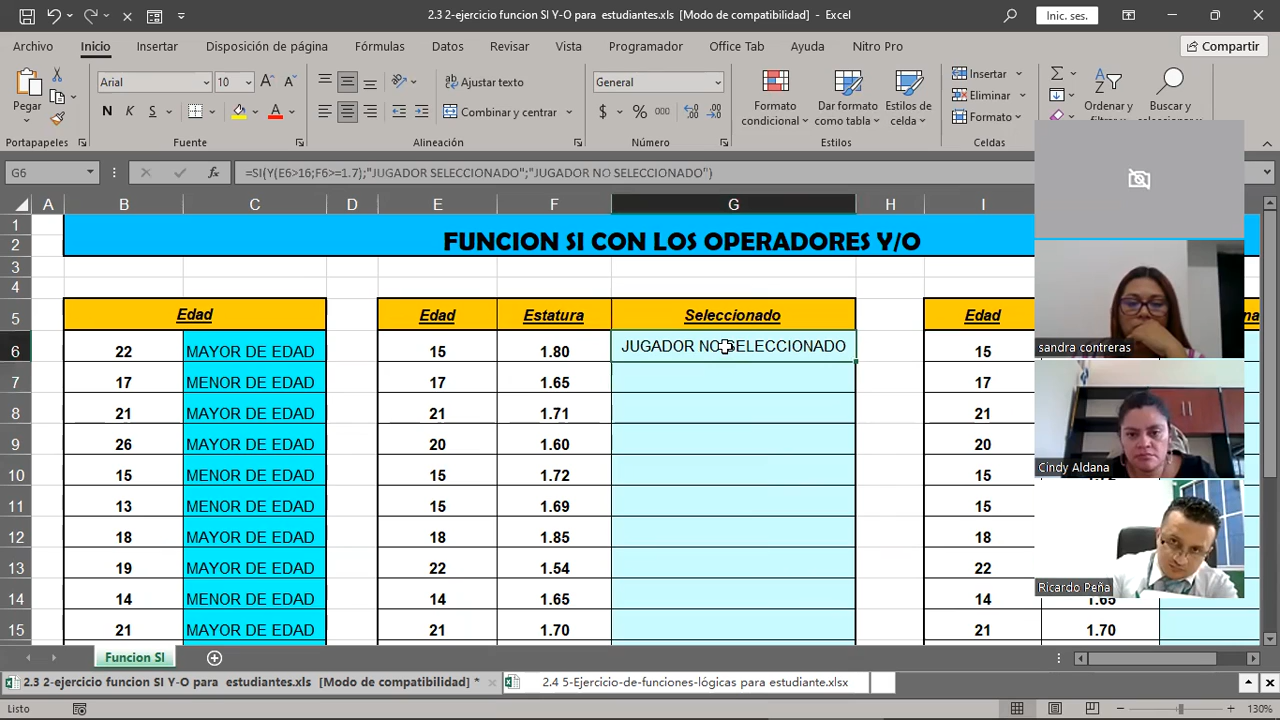 2.3 2-ejercicio funcion SI Y-O para estudiantes.xls [Modo de compatibilidad] - Excel
Inic. ses.
Archivo Inicio Insertar Disposición de página Fórmulas Datos Revisar Vista Programador Office Tab Ayuda Nitro Pro
Compartir
Pegar
Arial 10
N K S
Ajustar texto
Combinar y centrar
General
$ % 000
Formato condicional
Dar formato como tabla
Estilos de celda
Insertar
Eliminar
Formato
Ordenar y
Buscar y
Portapapeles Fuente Alineación Número Estilos Celdas
G6 fx =SI(Y(E6>16;F6>=1.7);"JUGADOR SELECCIONADO";"JUGADOR NO SELECCIONADO")
A B C D E F G H I
1
2 FUNCION SI CON LOS OPERADORES Y/O
3
4
5 Edad Edad Estatura Seleccionado Edad
6 22 MAYOR DE EDAD 15 1.80 JUGADOR NO SELECCIONADO 15
7 17 MENOR DE EDAD 17 1.65 17
8 21 MAYOR DE EDAD 21 1.71 21
9 26 MAYOR DE EDAD 20 1.60 20
10 15 MENOR DE EDAD 15 1.72 15
11 13 MENOR DE EDAD 15 1.69 15
12 18 MAYOR DE EDAD 18 1.85 18
13 19 MAYOR DE EDAD 22 1.54 22
14 14 MENOR DE EDAD 14 1.65 14 1.65
15 21 MAYOR DE EDAD 21 1.70 21 1.70
sandra contreras
Cindy Aldana
Ricardo Peña
Funcion SI
2.3 2-ejercicio funcion SI Y-O para estudiantes.xls [Modo de compatibilidad] *
2.4 5-Ejercicio-de-funciones-lógicas para estudiante.xlsx
Listo
130%